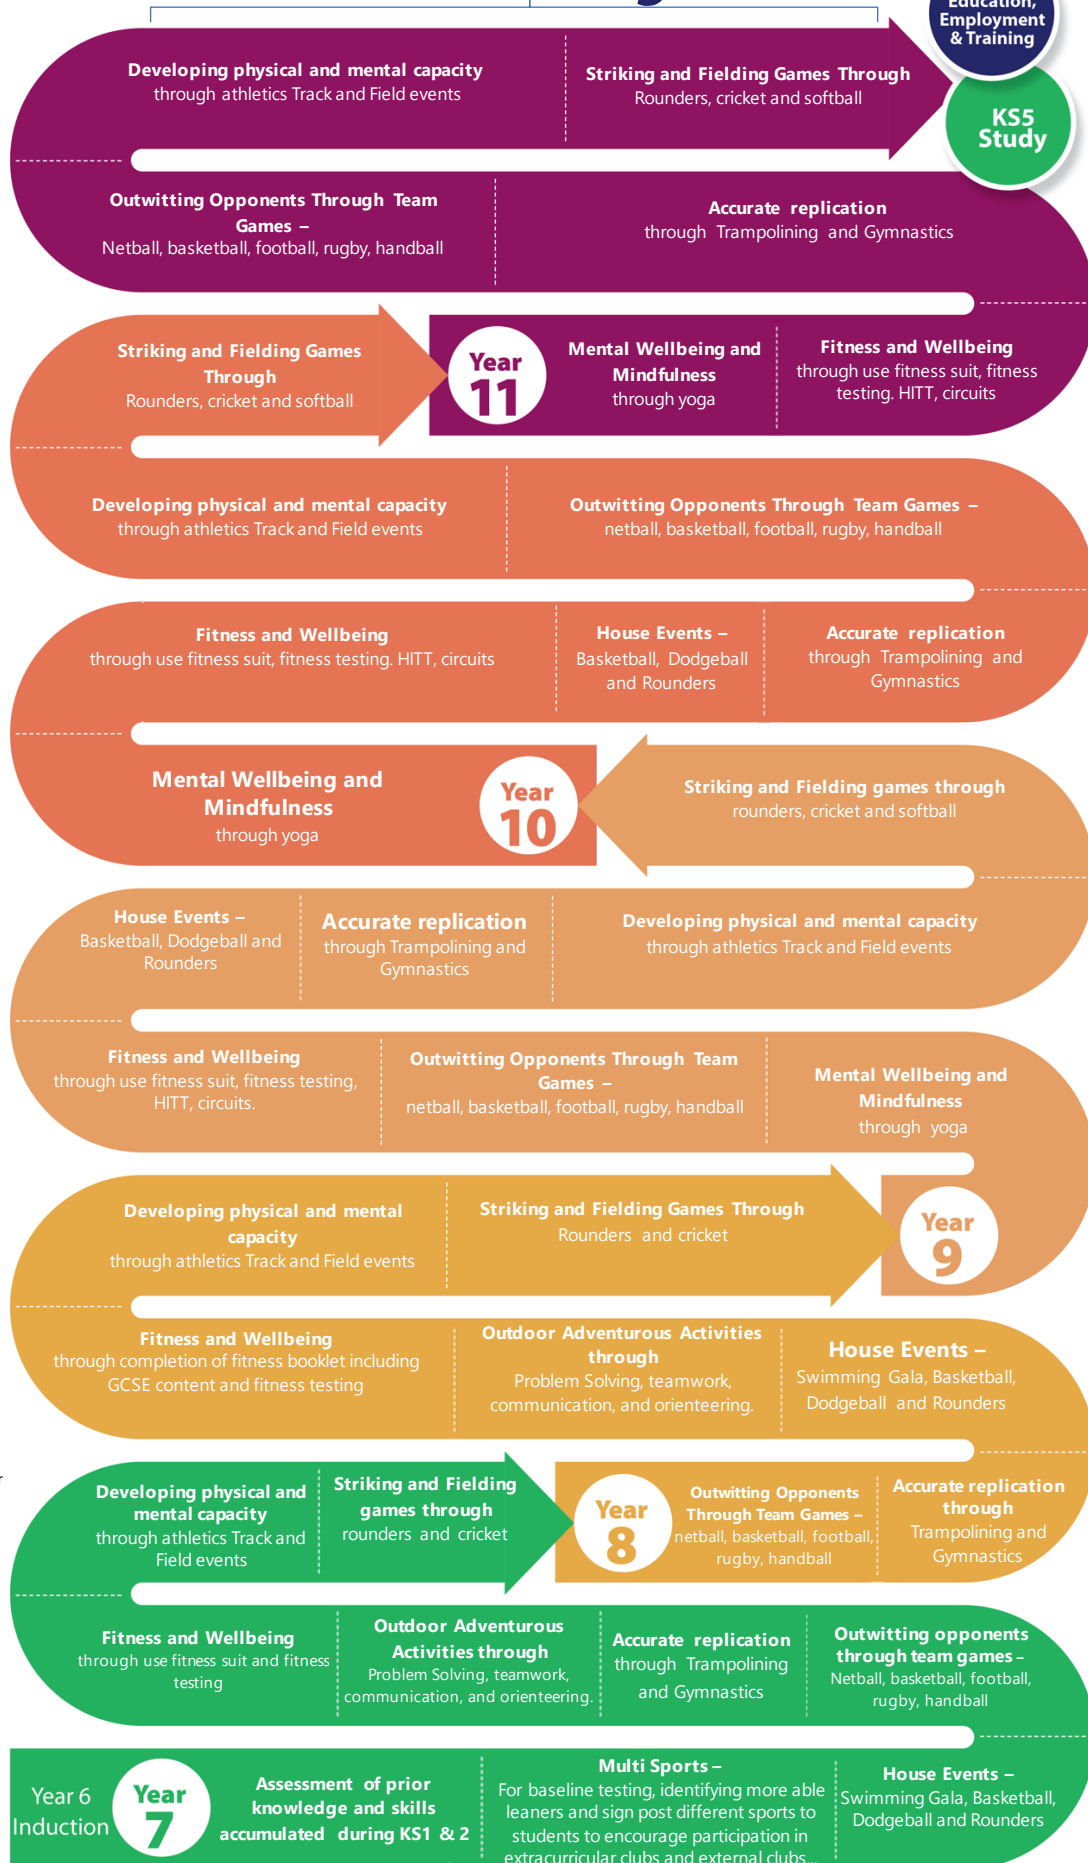 Education,
Employment
& Training
KS5
Study
Developing physical and mental capacity
through athletics Track and Field events
Striking and Fielding Games Through
Rounders, cricket and softball
Outwitting Opponents Through Team
Games –
Netball, basketball, football, rugby, handball
Accurate replication
through Trampolining and Gymnastics
Striking and Fielding Games
Through
Rounders, cricket and softball
Year
11
Mental Wellbeing and
Mindfulness
through yoga
Fitness and Wellbeing
through use fitness suit, fitness
testing. HITT, circuits
Developing physical and mental capacity
through athletics Track and Field events
Outwitting Opponents Through Team Games –
netball, basketball, football, rugby, handball
Fitness and Wellbeing
through use fitness suit, fitness testing. HITT, circuits
House Events –
Basketball, Dodgeball
and Rounders
Accurate replication
through Trampolining and
Gymnastics
Mental Wellbeing and
Mindfulness
through yoga
Year
10
Striking and Fielding games through
rounders, cricket and softball
House Events –
Basketball, Dodgeball and
Rounders
Accurate replication
through Trampolining and
Gymnastics
Developing physical and mental capacity
through athletics Track and Field events
Fitness and Wellbeing
through use fitness suit, fitness testing,
HITT, circuits.
Outwitting Opponents Through Team
Games –
netball, basketball, football, rugby, handball
Mental Wellbeing and
Mindfulness
through yoga
Developing physical and mental
capacity
through athletics Track and Field events
Striking and Fielding Games Through
Rounders and cricket
Year
9
Fitness and Wellbeing
through completion of fitness booklet including
GCSE content and fitness testing
Outdoor Adventurous Activities
through
Problem Solving, teamwork,
communication, and orienteering.
House Events –
Swimming Gala, Basketball,
Dodgeball and Rounders
Developing physical and
mental capacity
through athletics Track and
Field events
Striking and Fielding
games through
rounders and cricket
Year
8
Outwitting Opponents
Through Team Games –
netball, basketball, football,
rugby, handball
Accurate replication
through
Trampolining and
Gymnastics
Fitness and Wellbeing
through use fitness suit and fitness
testing
Outdoor Adventurous
Activities through
Problem Solving, teamwork,
communication, and orienteering.
Accurate replication
through Trampolining
and Gymnastics
Outwitting opponents
through team games –
Netball, basketball, football,
rugby, handball
Year 6
Induction
Year
7
Assessment of prior
knowledge and skills
accumulated during KS1 & 2
Multi Sports –
For baseline testing, identifying more able
leaners and sign post different sports to
students to encourage participation in
extracurricular clubs and external clubs...
House Events –
Swimming Gala, Basketball,
Dodgeball and Rounders